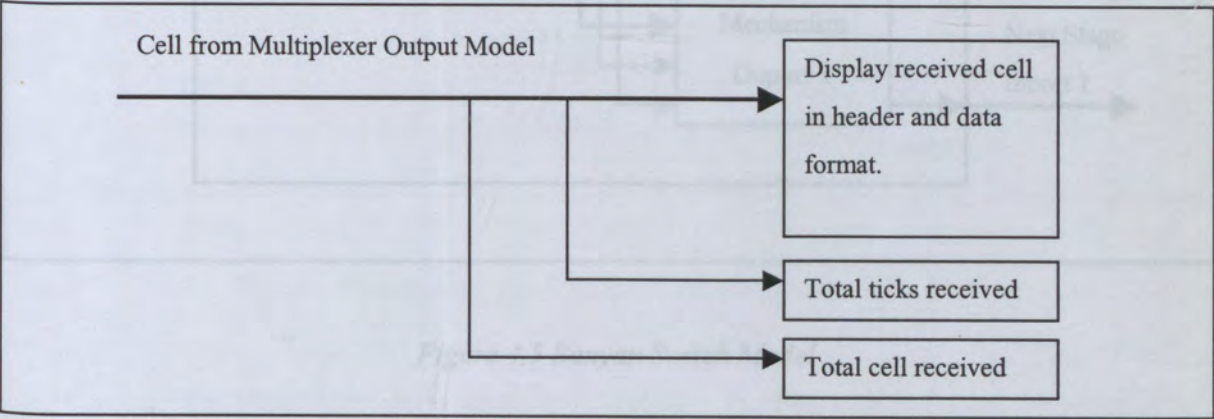 Cell from Multiplexer Output Model
Display received cell
in header and data
format.
Total ticks received
Total cell received